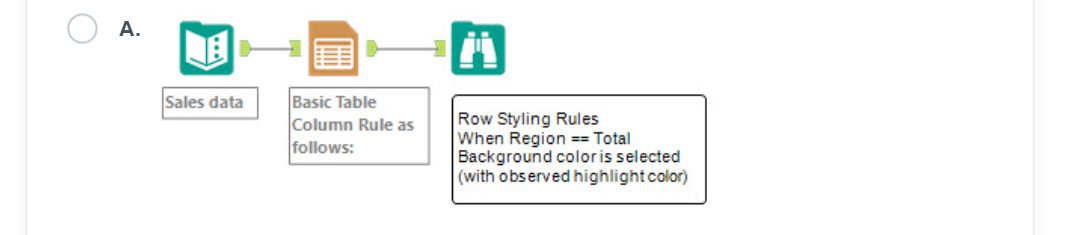 A.
Sales data
Basic Table
Column Rule as
follows:
Row Styling Rules
When Region == Total
Background color is selected
(with observed highlight color)